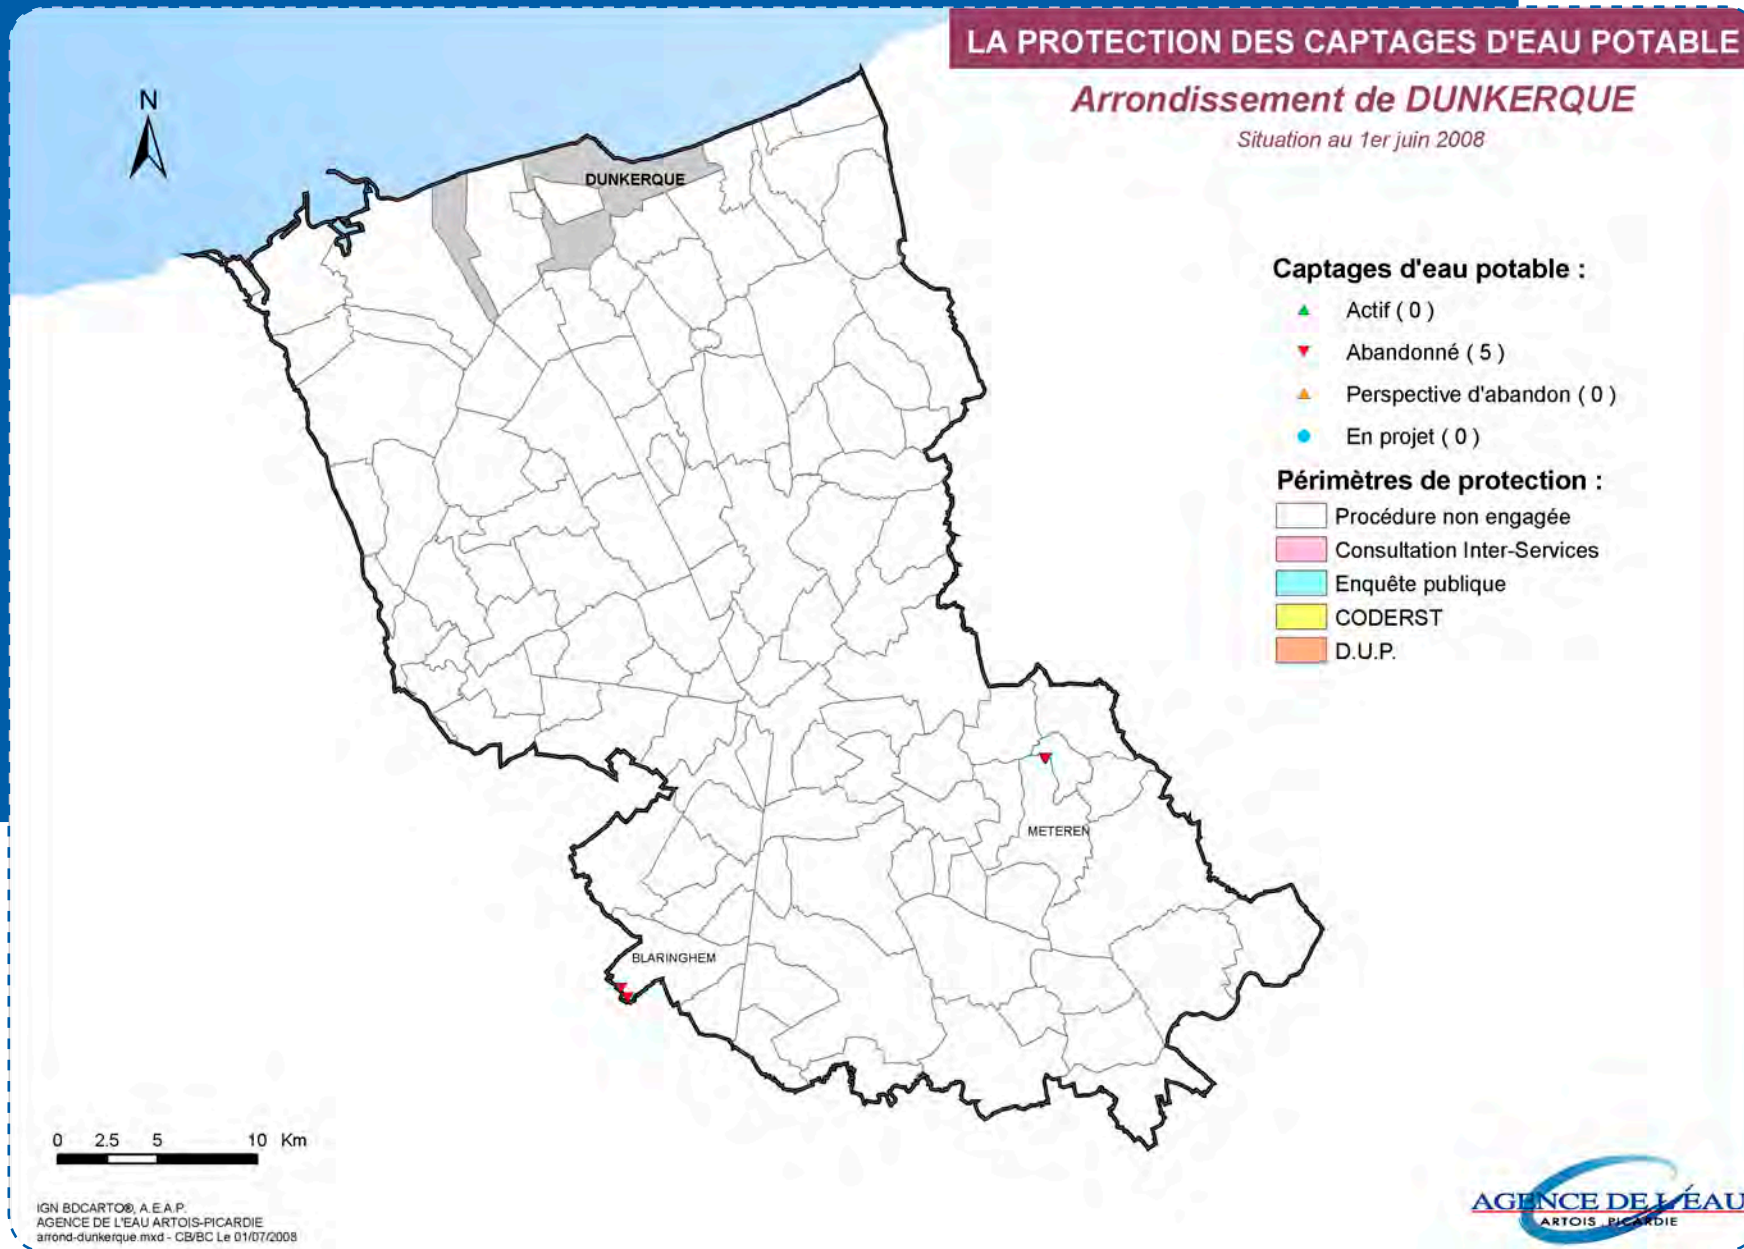 LA PROTECTION DES CAPTAGES D'EAU POTABLE
Arrondissement de DUNKERQUE
Situation au 1er juin 2008
N
DUNKERQUE
Captages d'eau potable :
Actif ( 0 )
Abandonné ( 5 )
Perspective d'abandon ( 0 )
En projet ( 0 )
Périmètres de protection :
Procédure non engagée
Consultation Inter-Services
Enquête publique
CODERST
D.U.P.
METEREN
BLARINGHEM
0 2.5 5 10 Km
IGN BDCARTO®, A.E.A.P.
AGENCE DE L'EAU ARTOIS-PICARDIE
arrond-dunkerque.mxd - CB/BC Le 01/07/2008
AGENCE DE L'EAU
ARTOIS . PICARDIE